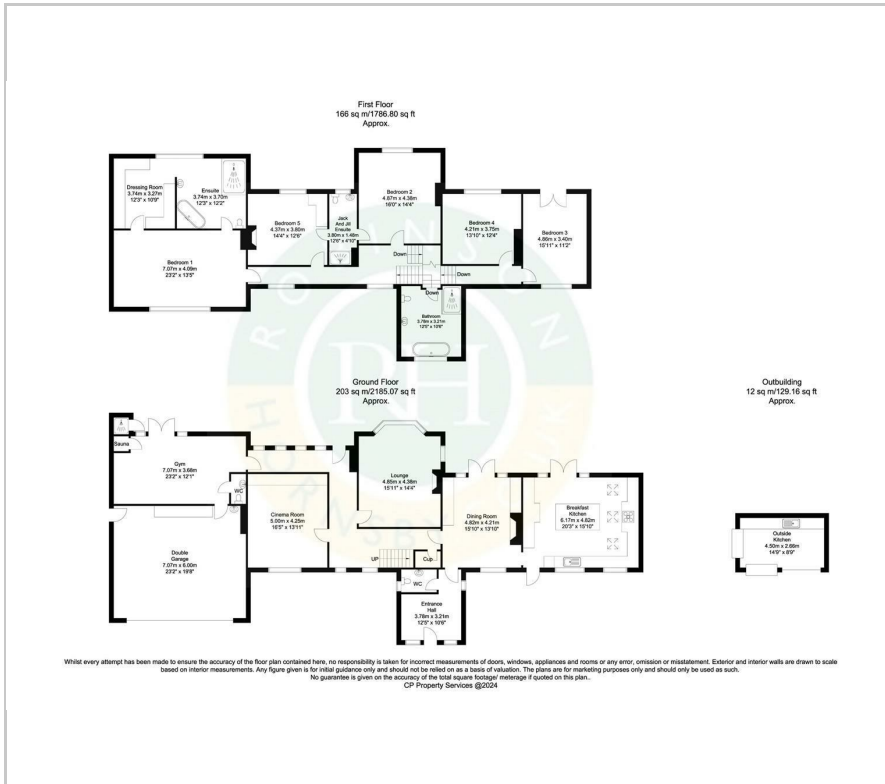 First Floor
166 sq m/1786.80 sq ft
Approx.
Dressing Room
3.74m x 3.27m
12'3" x 10'9"
Ensuite
3.74m x 3.70m
12'3" x 12'2"
Bedroom 1
7.07m x 4.09m
23'2" x 13'5"
Bedroom 5
4.37m x 3.80m
14'4" x 12'6"
Jack
And Jill
Ensuite
3.80m x 1.48m
12'6" x 4'10"
Bedroom 2
4.87m x 4.38m
16'0" x 14'4"
Bedroom 4
4.21m x 3.75m
13'10" x 12'4"
Bedroom 3
4.86m x 3.40m
15'11" x 11'2"
Down
Down
Down
Bathroom
3.78m x 3.21m
12'5" x 10'6"
ROBINSON
RH
HORNSBY
Ground Floor
203 sq m/2185.07 sq ft
Approx.
Sauna
Gym
7.07m x 3.68m
23'2" x 12'1"
WC
Double
Garage
7.07m x 6.00m
23'2" x 19'8"
Cinema Room
5.00m x 4.25m
16'5" x 13'11"
Lounge
4.85m x 4.38m
15'11" x 14'4"
UP
Cup
WC
Entrance
Hall
3.78m x 3.21m
12'5" x 10'6"
Dining Room
4.82m x 4.21m
15'10" x 13'10"
Breakfast
Kitchen
6.17m x 4.82m
20'3" x 15'10"
Outbuilding
12 sq m/129.16 sq ft
Approx.
Outside
Kitchen
4.50m x 2.66m
14'9" x 8'9"
Whilst every attempt has been made to ensure the accuracy of the floor plan contained here, no responsibility is taken for incorrect measurements of doors, windows, appliances and rooms or any error, omission or misstatement. Exterior and interior walls are drawn to scale
based on interior measurements. Any figure given is for initial guidance only and should not be relied on as a basis of valuation. The plans are for marketing purposes only and should only be used as such.
No guarantee is given on the accuracy of the total square footage/ meterage if quoted on this plan..
CP Property Services @2024